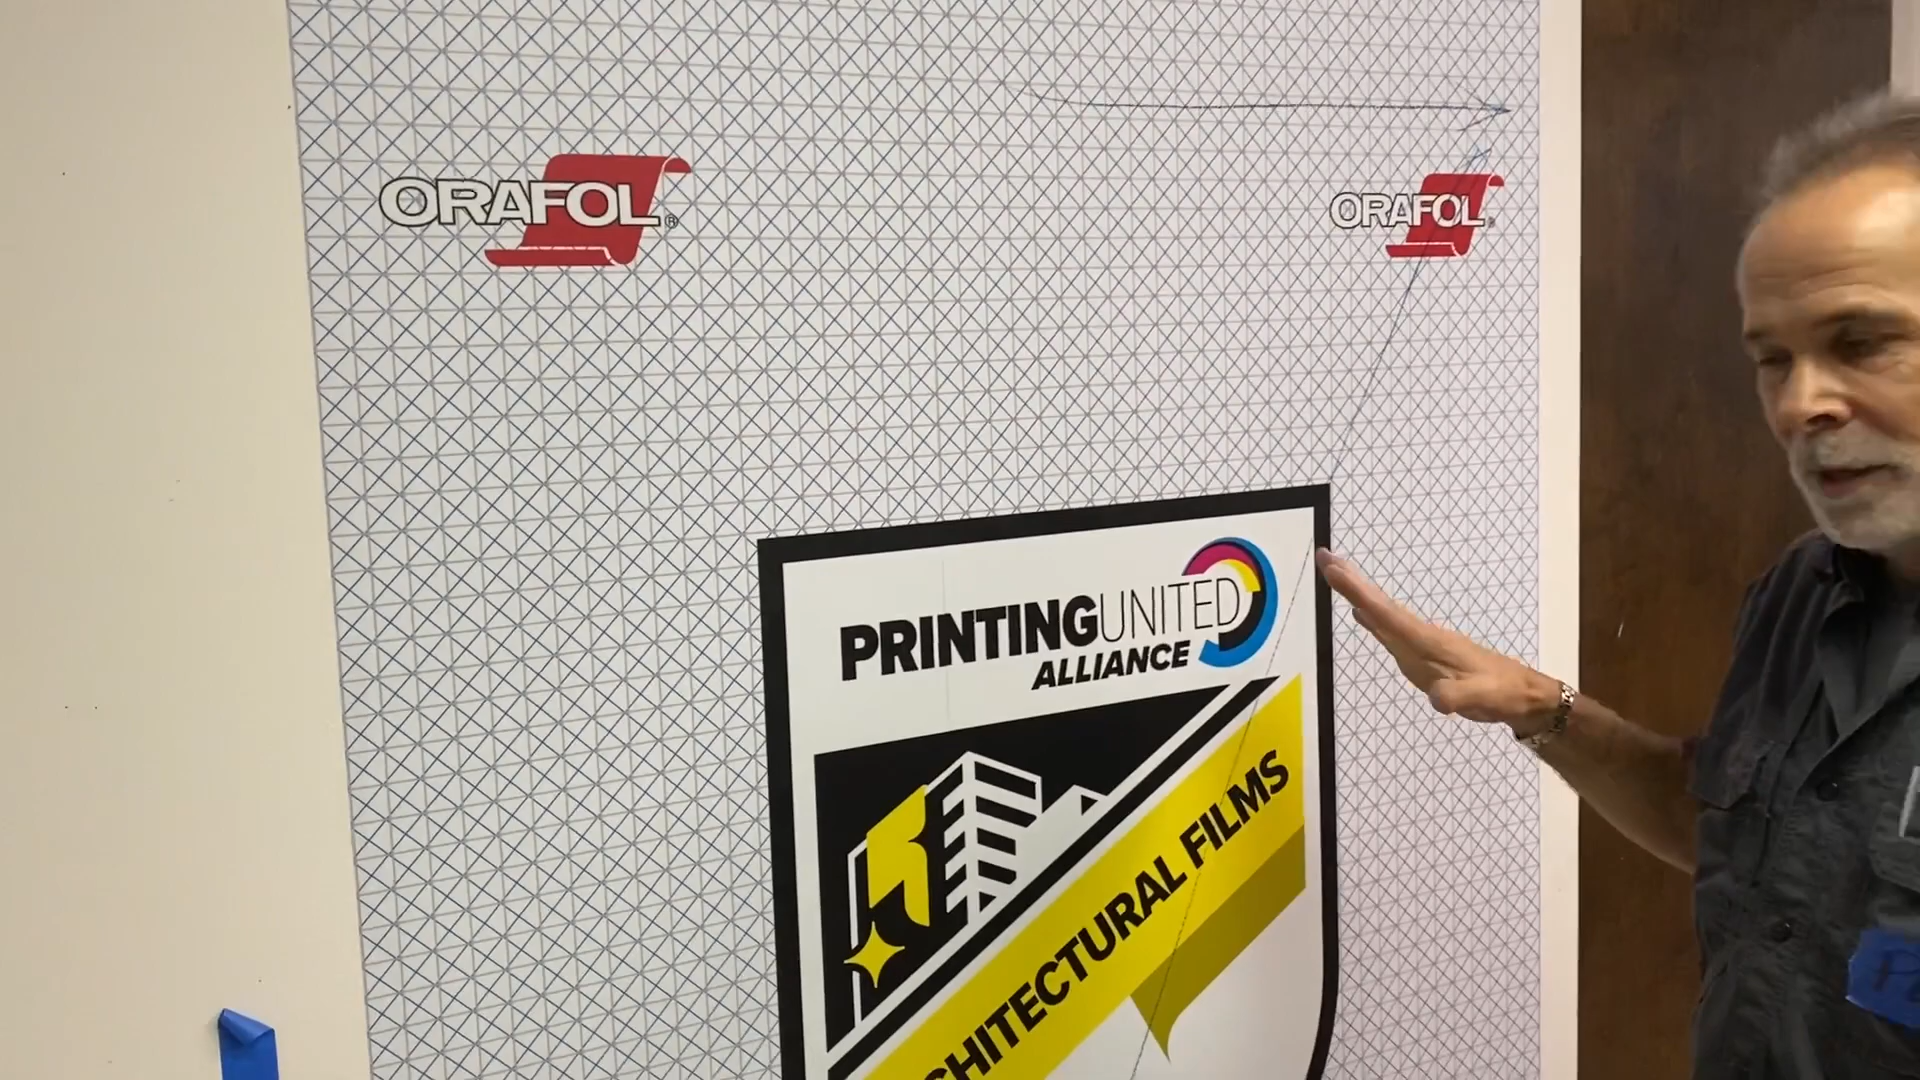 ORAFOL®
ORAFOL®
PRINTINGUNITED
ALLIANCE
CHITECTURAL FILMS